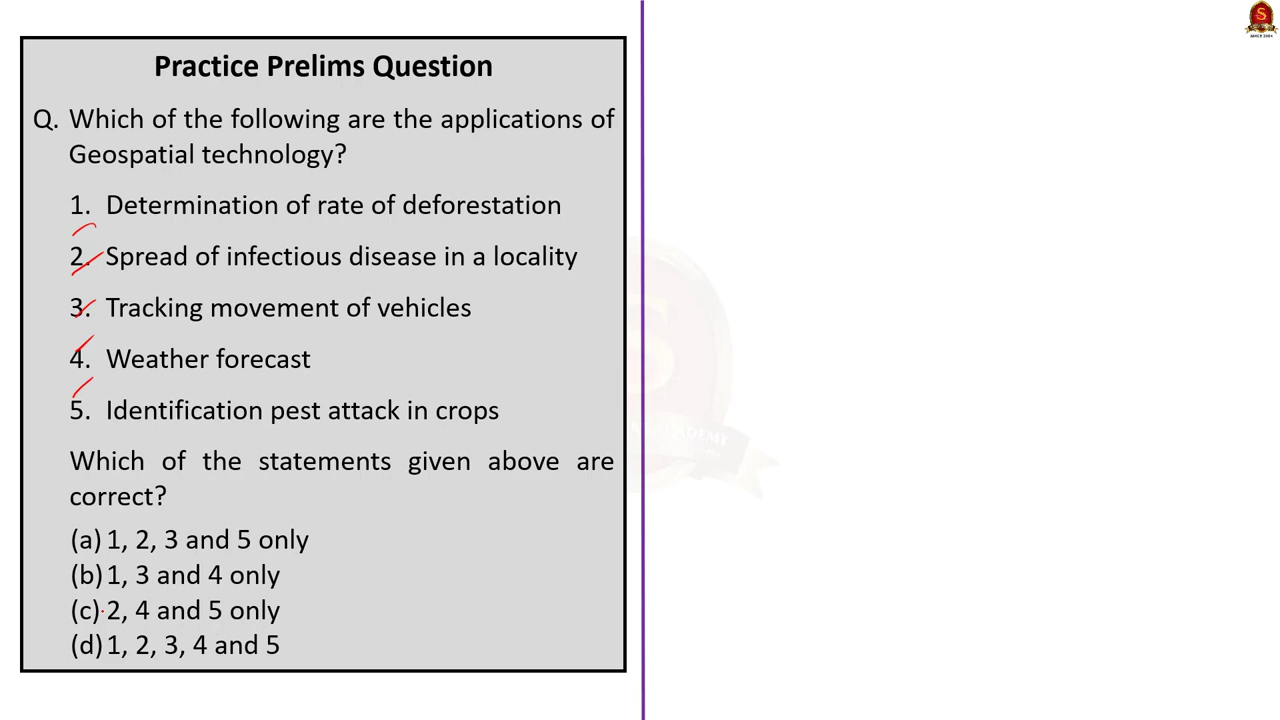 Practice Prelims Question
Q. Which of the following are the applications of
Geospatial technology?
1. Determination of rate of deforestation
2. Spread of infectious disease in a locality
3. Tracking movement of vehicles
4. Weather forecast
5. Identification pest attack in crops
Which of the statements given above are
correct?
(a) 1, 2, 3 and 5 only
(b) 1, 3 and 4 only
(c) 2, 4 and 5 only
(d) 1, 2, 3, 4 and 5
S
SINCE 2004